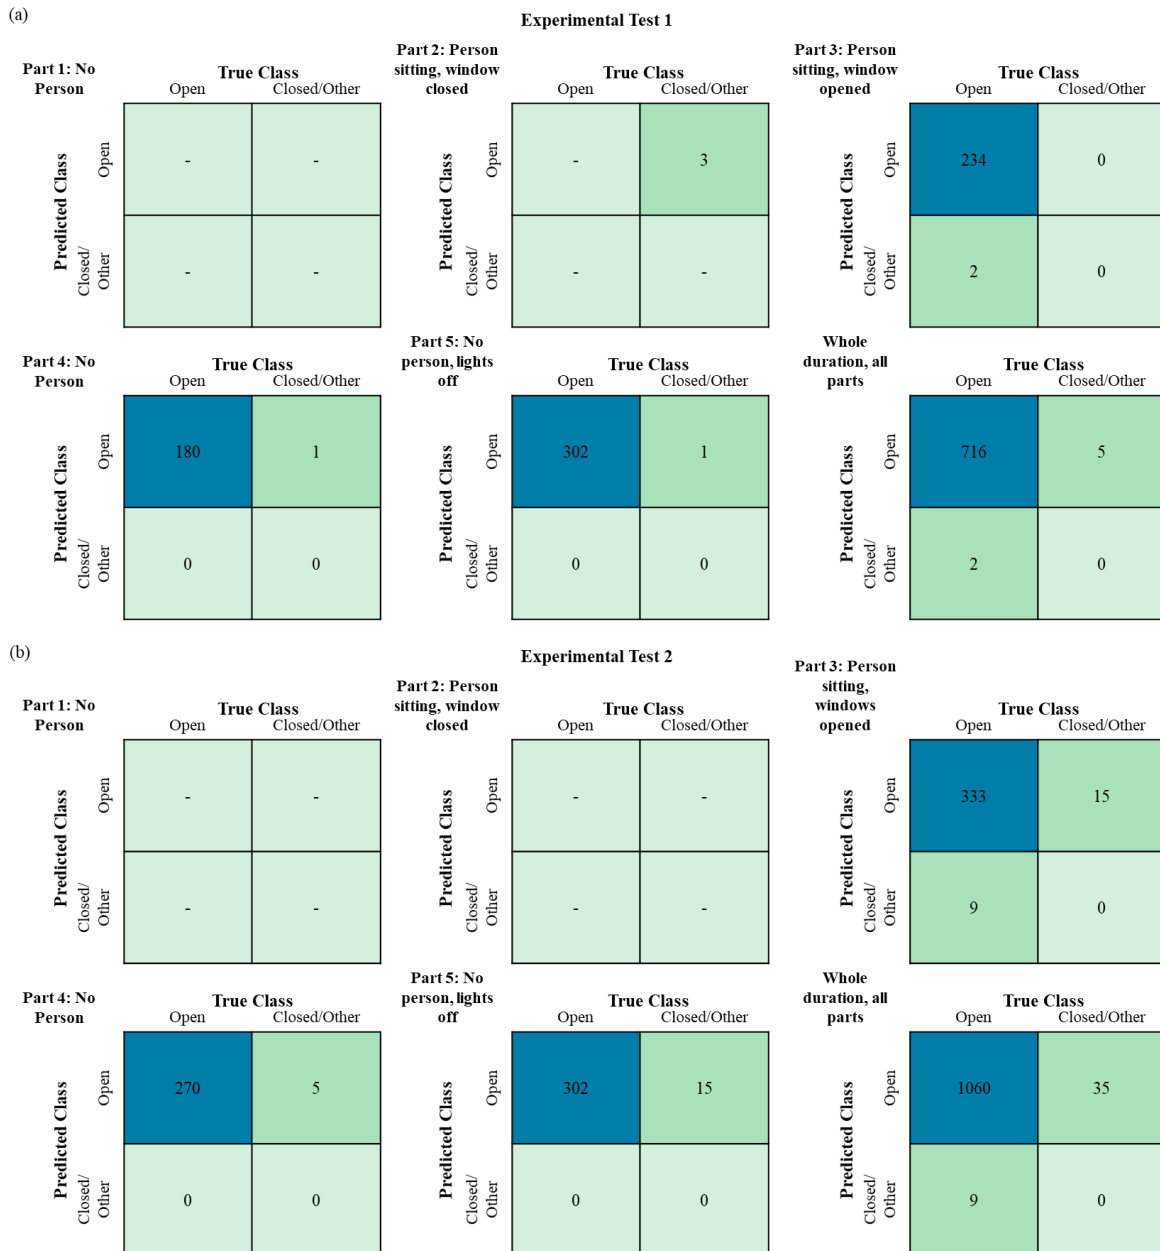 (a)
Experimental Test 1
Part 1: No
Person
True Class
Open
Closed/Other
Predicted Class
Open
Closed/
Other
-
-
-
-
Part 2: Person
sitting, window
closed
True Class
Open
Closed/Other
Predicted Class
Open
Closed/
Other
-
3
-
-
Part 3: Person
sitting, window
opened
True Class
Open
Closed/Other
Predicted Class
Open
Closed/
Other
234
0
2
0
Part 4: No
Person
True Class
Open
Closed/Other
Predicted Class
Open
Closed/
Other
180
1
0
0
Part 5: No
person, lights
off
True Class
Open
Closed/Other
Predicted Class
Open
Closed/
Other
302
1
0
0
Whole
duration, all
parts
True Class
Open
Closed/Other
Predicted Class
Open
Closed/
Other
716
5
2
0
(b)
Experimental Test 2
Part 1: No
Person
True Class
Open
Closed/Other
Predicted Class
Open
Closed/
Other
-
-
-
-
Part 2: Person
sitting, window
closed
True Class
Open
Closed/Other
Predicted Class
Open
Closed/
Other
-
-
-
-
Part 3: Person
sitting,
windows
opened
True Class
Open
Closed/Other
Predicted Class
Open
Closed/
Other
333
15
9
0
Part 4: No
Person
True Class
Open
Closed/Other
Predicted Class
Open
Closed/
Other
270
5
0
0
Part 5: No
person, lights
off
True Class
Open
Closed/Other
Predicted Class
Open
Closed/
Other
302
15
0
0
Whole
duration, all
parts
True Class
Open
Closed/Other
Predicted Class
Open
Closed/
Other
1060
35
9
0